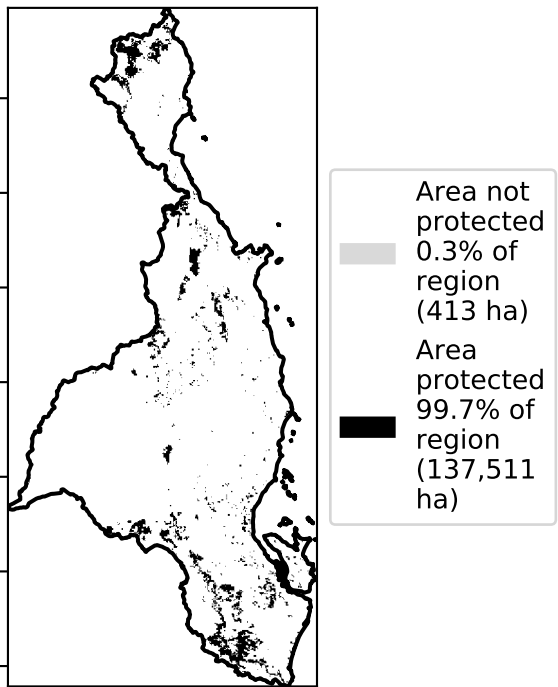 Area not
protected
0.3% of
region
(413 ha)
Area
protected
99.7% of
region
(137,511
ha)